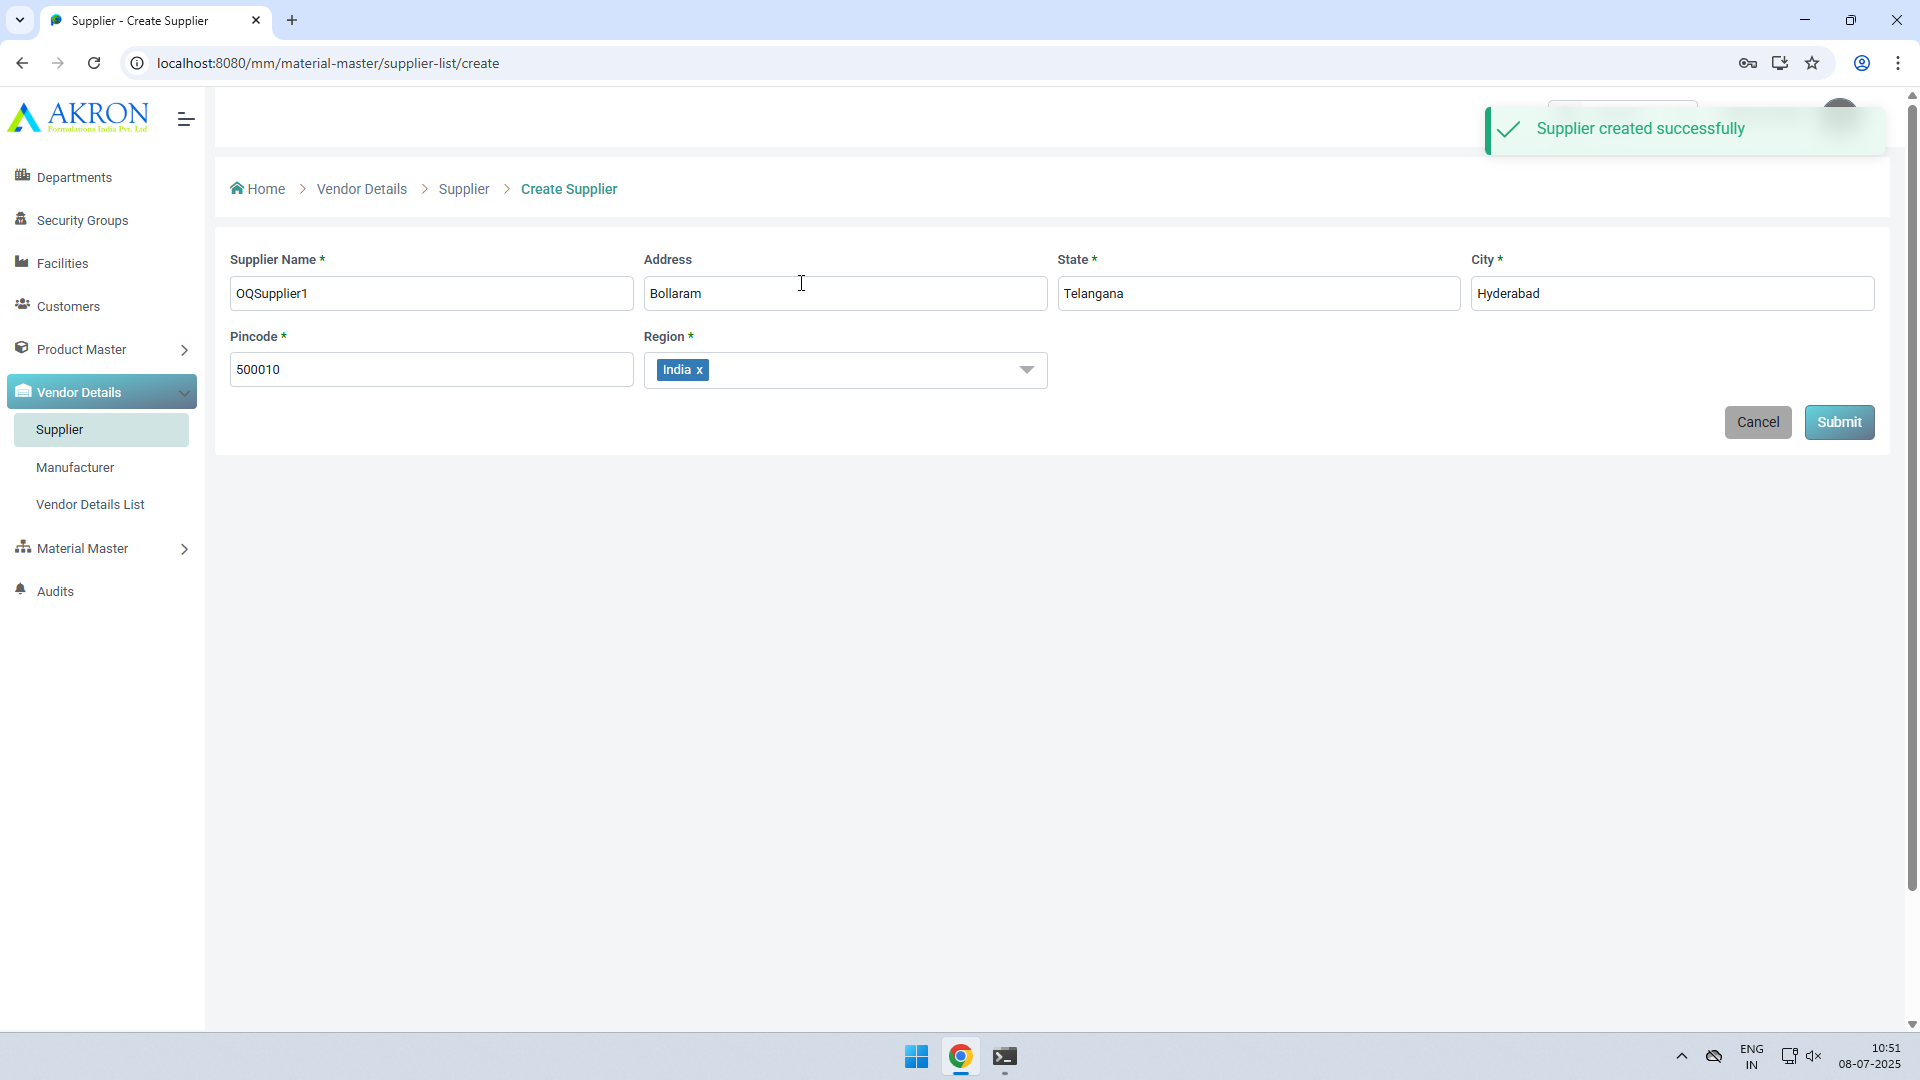 Supplier - Create Supplier
localhost:8080/mm/material-master/supplier-list/create
AKRON
Formulations India Pvt. Ltd
Supplier created successfully
Home > Vendor Details > Supplier > Create Supplier
Departments
Security Groups
Facilities
Customers
Product Master
Vendor Details
Supplier
Manufacturer
Vendor Details List
Material Master
Audits
Supplier Name * Address State * City *
OQSupplier1 Bollaram Telangana Hyderabad
Pincode * Region *
500010 India x
Cancel Submit
ENG
IN
10:51
08-07-2025